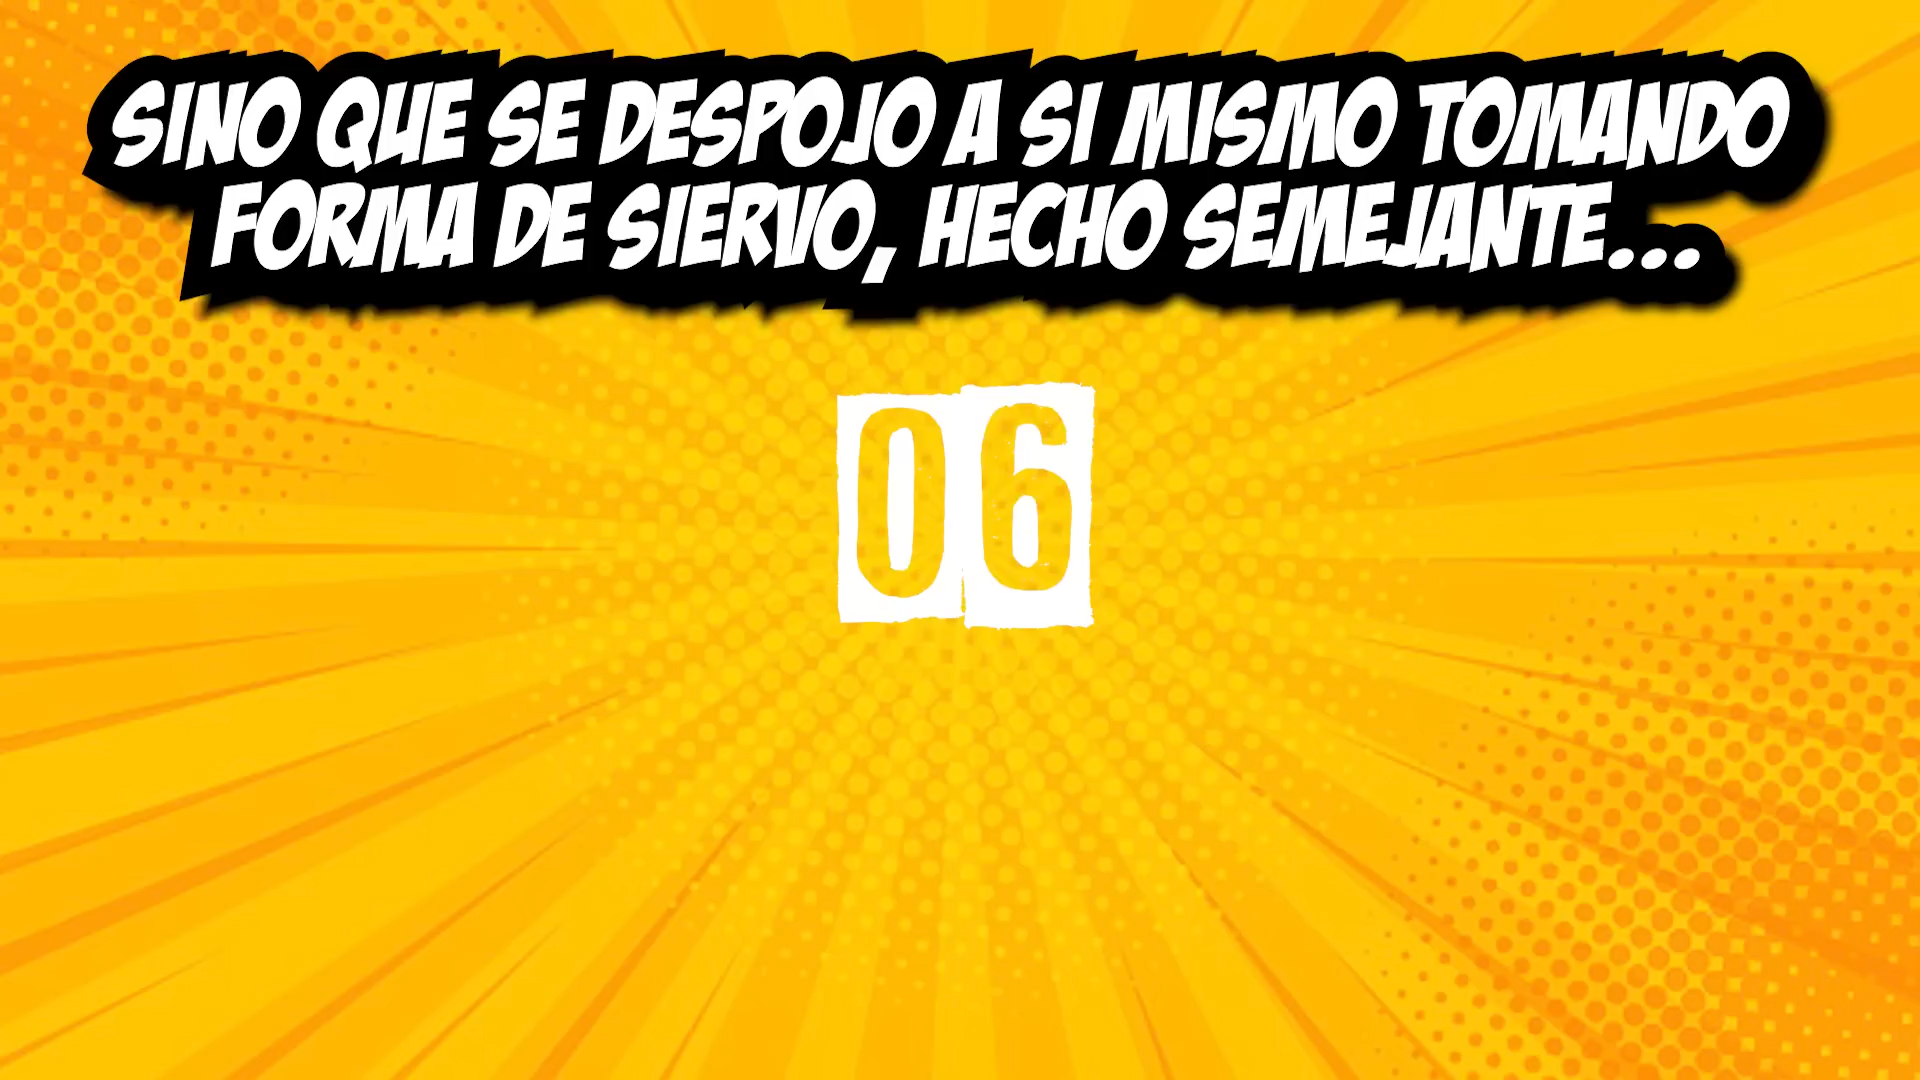 SINO QUE SE DESPOJO A SI MISMO TOMANDO
FORMA DE SIERVO, HECHO SEMEJANTE...
06